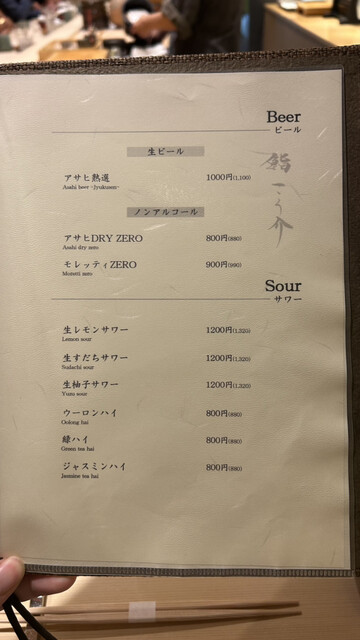 Beer
ビール
生ビール
アサヒ熟選 1000円(1,100)
Asahi beer -Jyukusen-
ノンアルコール
アサヒDRY ZERO 800円(880)
Asahi dry zero
モレッティZERO 900円(990)
Moretti zero
Sour
サワー
生レモンサワー 1200円(1,320)
Lemon sour
生すだちサワー 1200円(1,320)
Sudachi sour
生柚子サワー 1200円(1,320)
Yuzu sour
ウーロンハイ 800円(880)
Oolong hai
緑ハイ 800円(880)
Green tea hai
ジャスミンハイ 800円(880)
Jasmine tea hai